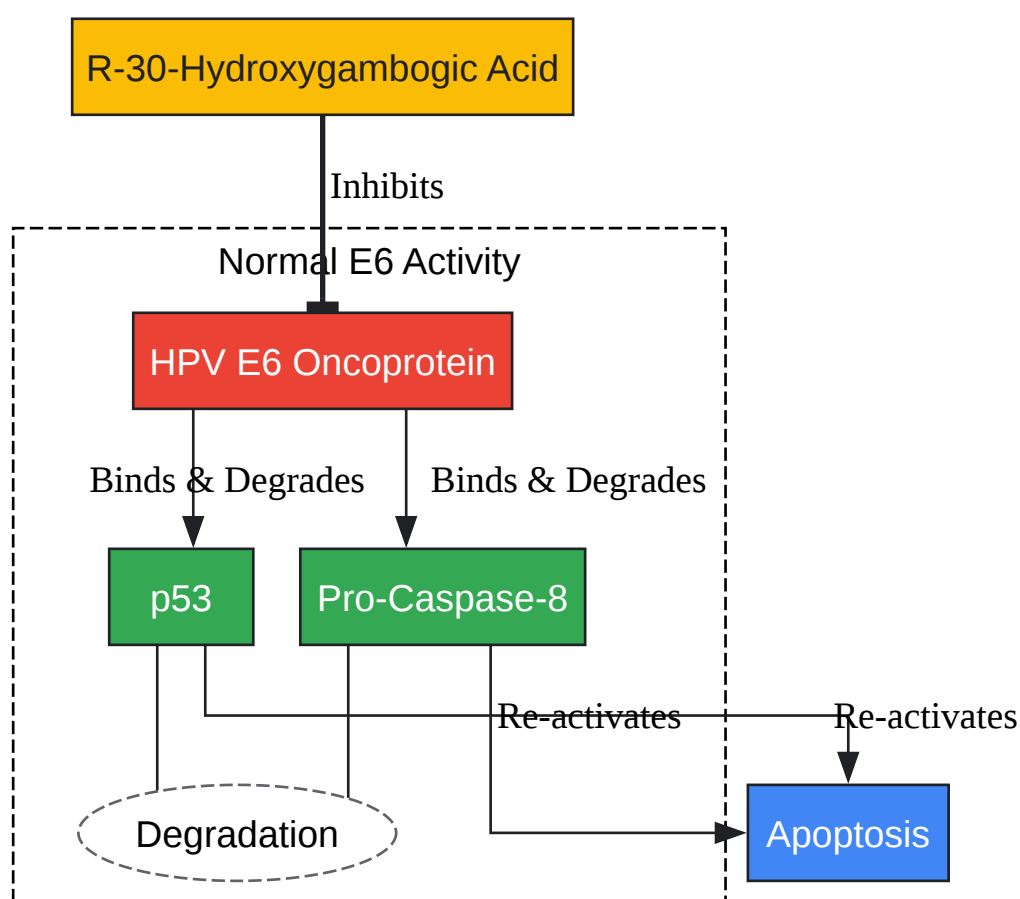 R-30-Hydroxygambogic Acid
Inhibits
Normal E6 Activity
HPV E6 Oncoprotein
Binds & Degrades
Binds & Degrades
p53
Pro-Caspase-8
Re-activates
Re-activates
Degradation
Apoptosis